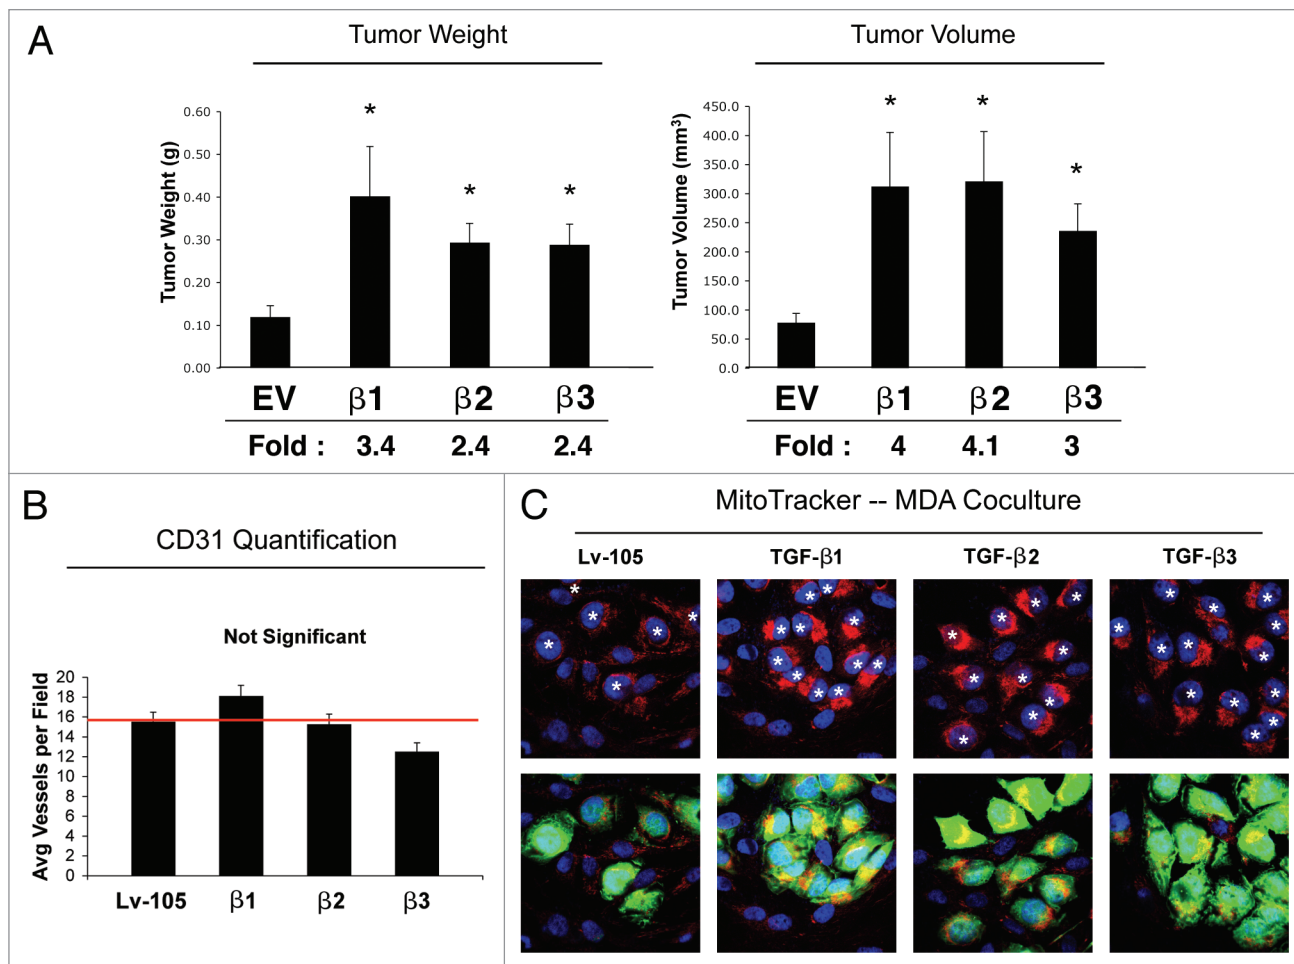 A
Tumor Weight
Tumor Volume
Tumor Weight (g)
0.60
0.50
0.40
0.30
0.20
0.10
0.00
*
*
*
EV β1 β2 β3
Fold : 3.4 2.4 2.4
Tumor Volume (mm³)
450.0
400.0
350.0
300.0
250.0
200.0
150.0
100.0
50.0
0.0
* *
*
EV β1 β2 β3
Fold : 4 4.1 3
B
CD31 Quantification
Not Significant
Avg Vessels per Field
20
18
16
14
12
10
8
6
4
2
0
Lv-105 β1 β2 β3
C
MitoTracker -- MDA Coculture
Lv-105 TGF-β1 TGF-β2 TGF-β3